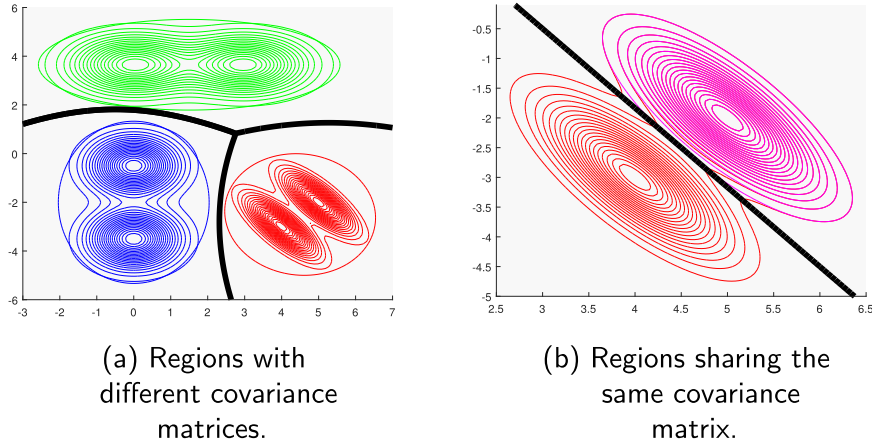 6
4
2
0
-2
-4
-6
-3 -2 -1 0 1 2 3 4 5 6 7
-0.5
-1
-1.5
-2
-2.5
-3
-3.5
-4
-4.5
-5
2.5 3 3.5 4 4.5 5 5.5 6 6.5
(a) Regions with
different covariance
matrices.
(b) Regions sharing the
same covariance
matrix.